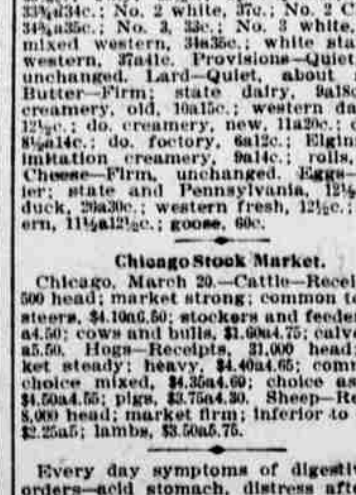 33¾a34c.; No. 2 white, 37c.; No. 2 C
34¾a35c.; No. 3, 33c.; No. 3 white,
mixed western, 34a35c.; white sta
western, 37a41c. Provisions—Quiet
unchanged. Lard—Quiet, about
Butter—Firm; state dairy, 9a18c
creamery, old, 10a15c.; western da
12½c.; do. creamery, new, 11a20c.;
8½a14c.; do. foctory, 6a12c.; Elgin
imitation creamery, 9a14c.; rolls,
Cheese—Firm, unchanged. Eggs—
ier; state and Pennsylvania, 12½
duck, 29a30c.; western fresh, 12½c.;
ern, 11½a12½c.; goose, 60c.
Chicago Stock Market.
Chicago, March 20.—Cattle—Recei
500 head; market strong; common t
steers, $4.10a6.50; stockers and feede
a4.50; cows and bulls, $1.60a4.75; calv
a5.50. Hogs—Receipts, 31,000 head
ket steady; heavy, $4.40a4.65; com
choice mixed, $4.35a4.60; choice as
$4.50a4.55; pigs, $3.75a4.30. Sheep—Re
8,000 head; market firm; inferior to
$2.25a5; lambs, $3.50a5.75.
Every day symptoms of digesti
orders—acid stomach, distress aft